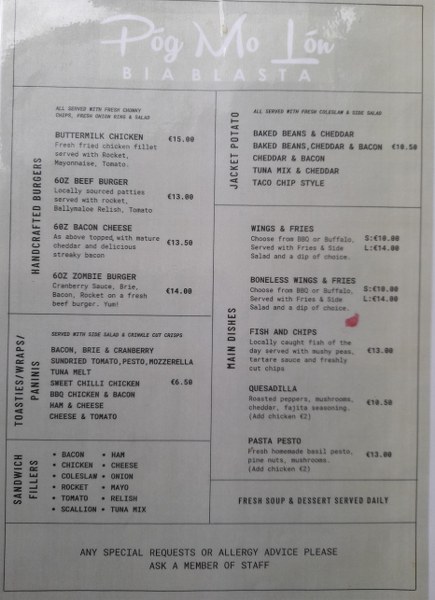 Póg Mo Lón
BIA BLASTA
HANDCRAFTED BURGERS
ALL SERVED WITH FRESH CHUNKY
CHIPS, FRESH ONION RING & SALAD
BUTTERMILK CHICKEN €15.00
Fresh fried chicken fillet
served with Rocket,
Mayonnaise, Tomato.
6OZ BEEF BURGER
Locally sourced patties €13.00
served with rocket,
Ballymaloe Relish, Tomato
6OZ BACON CHEESE
As above topped with mature €13.50
cheddar and delicious
streaky bacon
6OZ ZOMBIE BURGER
Cranberry Sauce, Brie, €14.00
Bacon, Rocket on a fresh
beef burger. Yum!
TOASTIES/WRAPS/
PANINIS
SERVED WITH SIDE SALAD & CRINKLE CUT CRISPS
BACON, BRIE & CRANBERRY
SUNDRIED TOMATO,PESTO,MOZZERELLA
TUNA MELT
SWEET CHILLI CHICKEN €6.50
BBQ CHICKEN & BACON
HAM & CHEESE
CHEESE & TOMATO
SANDWICH
FILLERS
• BACON • HAM
• CHICKEN • CHEESE
• COLESLAW • ONION
• ROCKET • MAYO
• TOMATO • RELISH
• SCALLION • TUNA MIX
JACKET POTATO
ALL SERVED WITH FRESH COLESLAW & SIDE SALAD
BAKED BEANS & CHEDDAR
BAKED BEANS,CHEDDAR & BACON €10.50
CHEDDAR & BACON
TUNA MIX & CHEDDAR
TACO CHIP STYLE
MAIN DISHES
WINGS & FRIES
Choose from BBQ or Buffalo, S:€10.00
Served with Fries & Side L:€14.00
Salad and a dip of choice.
BONELESS WINGS & FRIES
Choose from BBQ or Buffalo, S:€10.00
Served with Fries & Side L:€14.00
Salad and a dip of choice.
FISH AND CHIPS
Locally caught fish of the
day served with mushy peas, €13.00
tartare sauce and freshly
cut chips
QUESADILLA
Roasted peppers, mushrooms,
cheddar, fajita seasoning. €10.50
(Add chicken €2)
PASTA PESTO
Fresh homemade basil pesto, €13.00
pine nuts, mushrooms.
(Add chicken €2)
FRESH SOUP & DESSERT SERVED DAILY
ANY SPECIAL REQUESTS OR ALLERGY ADVICE PLEASE
ASK A MEMBER OF STAFF